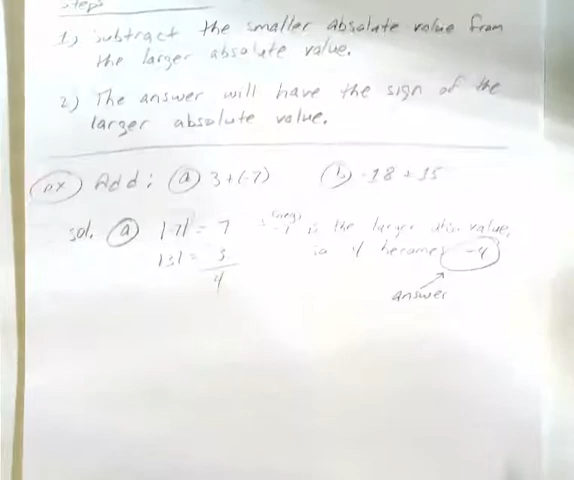 steps
1) subtract the smaller absolute value from
the larger absolute value.
2) The answer will have the sign of the
larger absolute value.
ex Add: a 3+(-7) b -18 + 15
sol. a |-7| = 7 (neg) -7 is the larger abs. value,
|3| = 3 so 4 becomes -4
4
answer